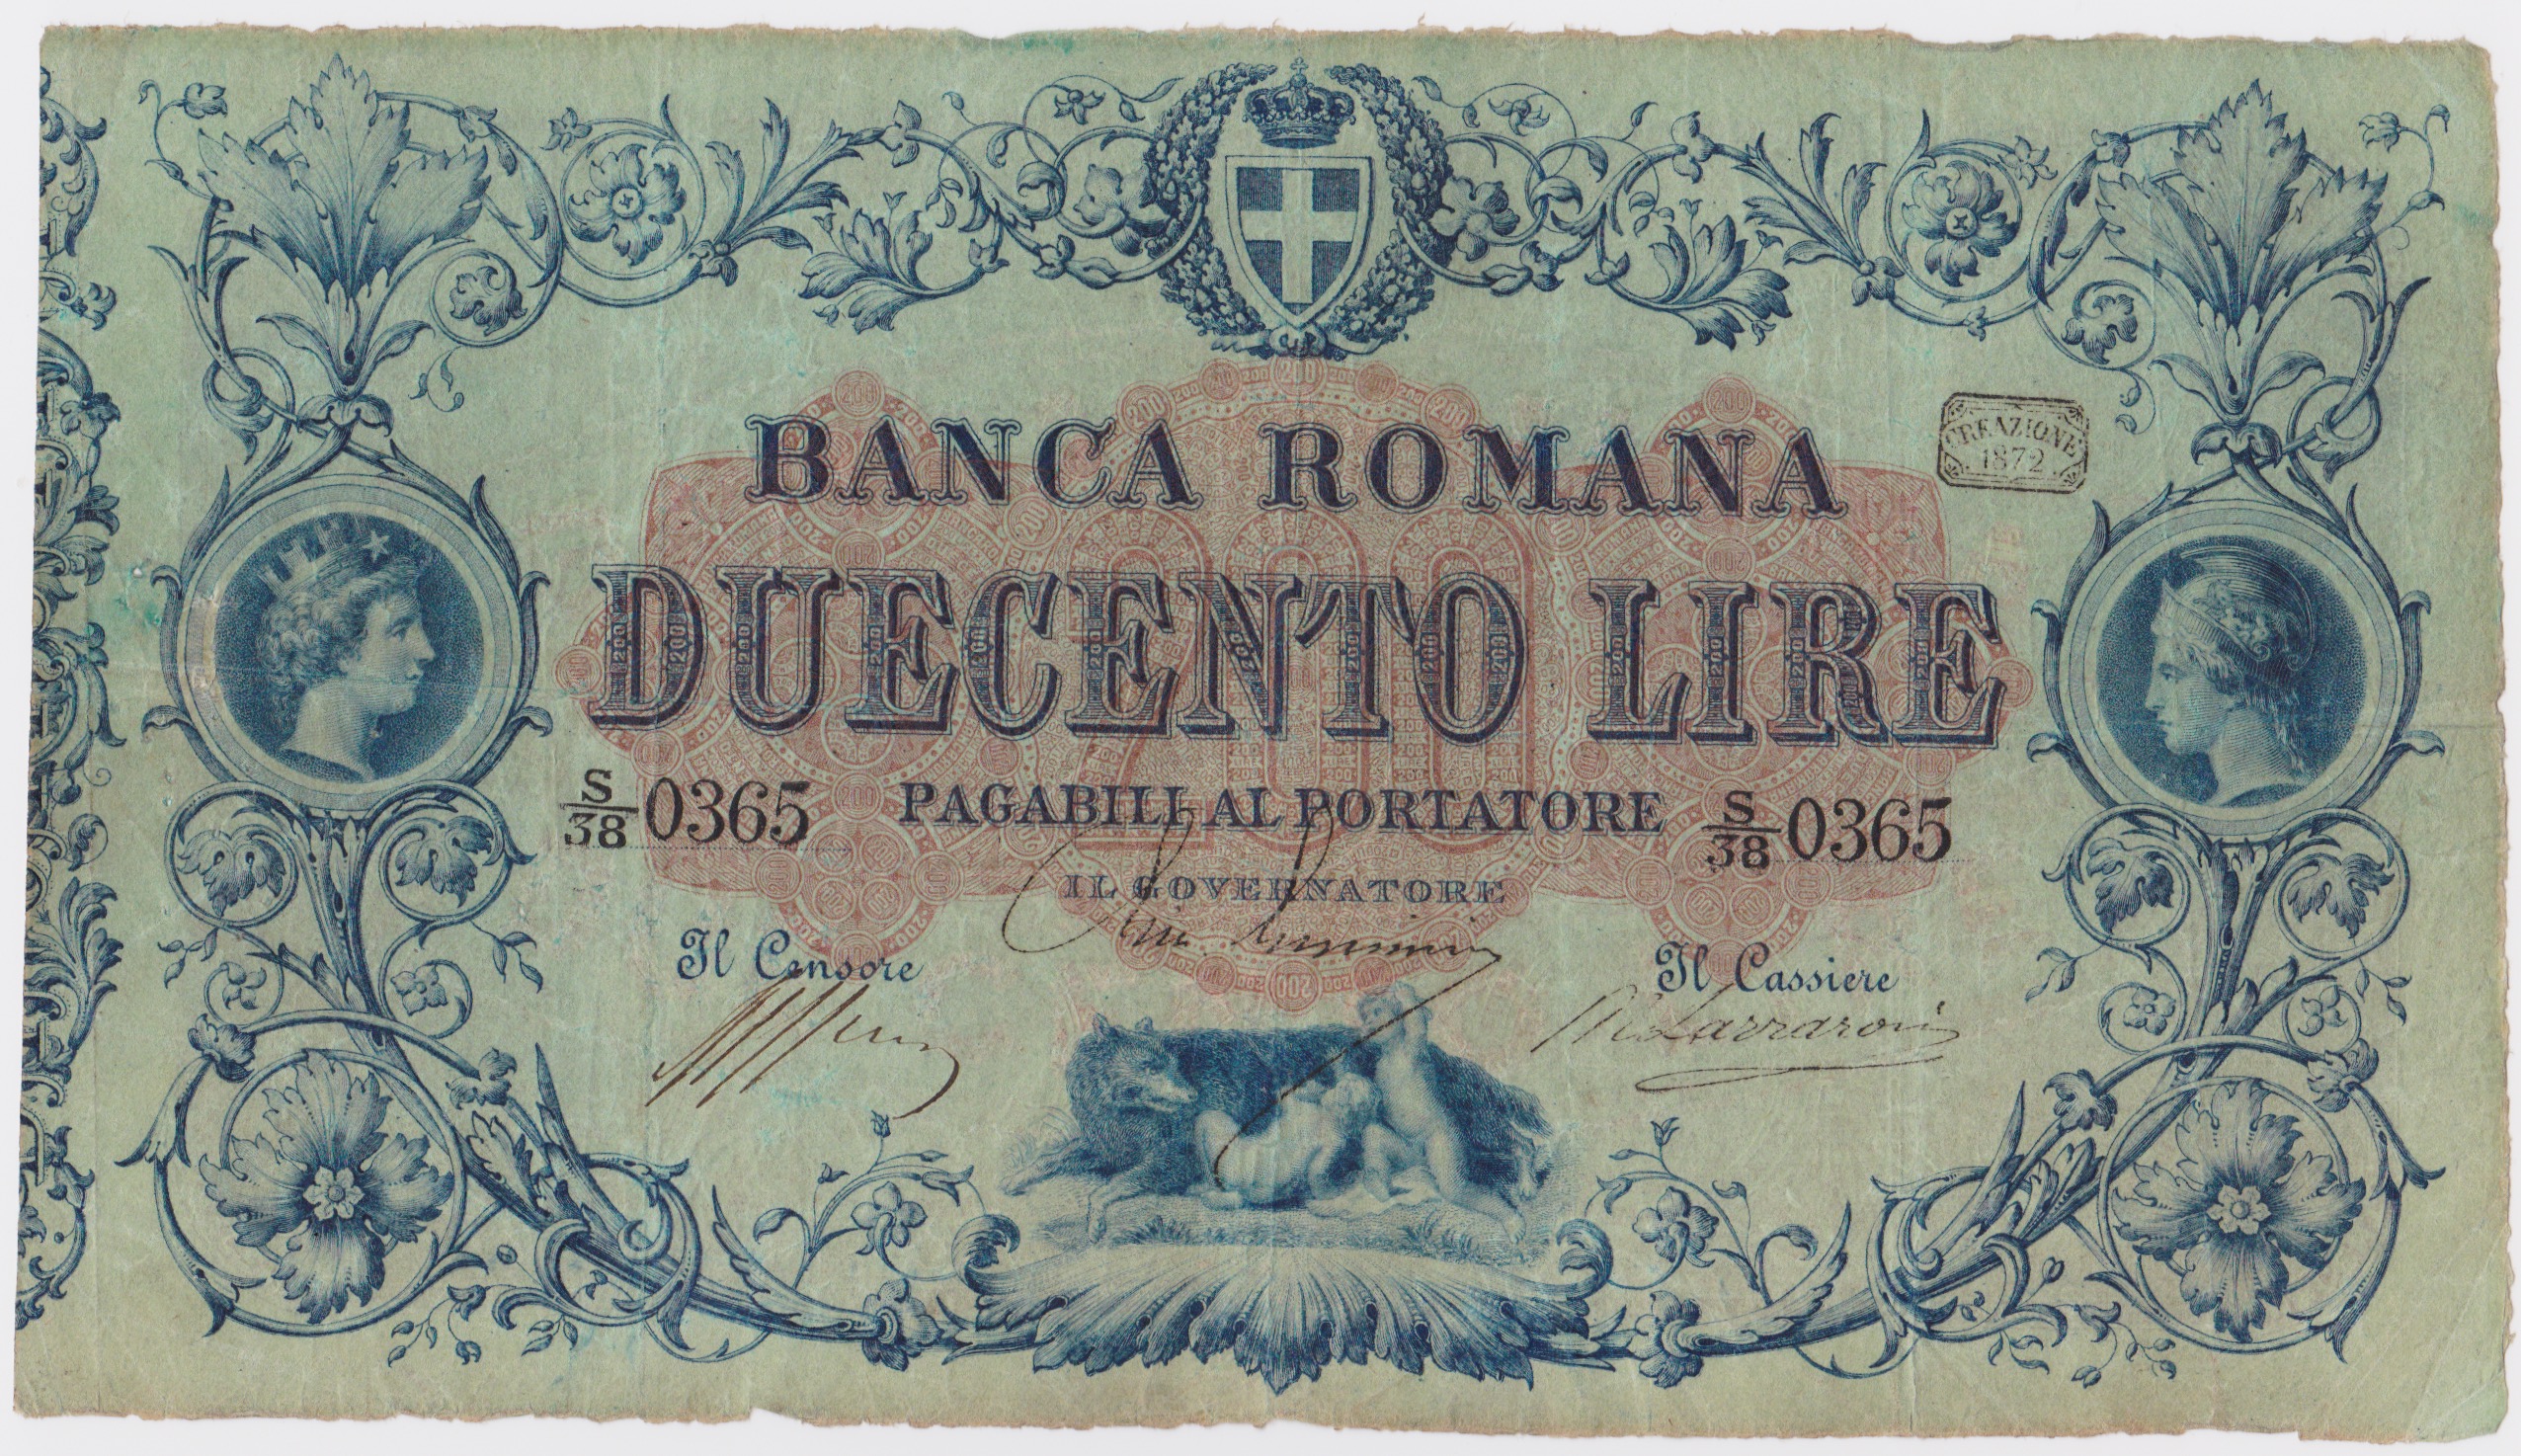 CREAZIONE
1872
BANCA ROMANA
DUECENTO LIRE
200
S/38 0365 PAGABILI AL PORTATORE S/38 0365
IL GOVERNATORE
Il Censore
Il Cassiere